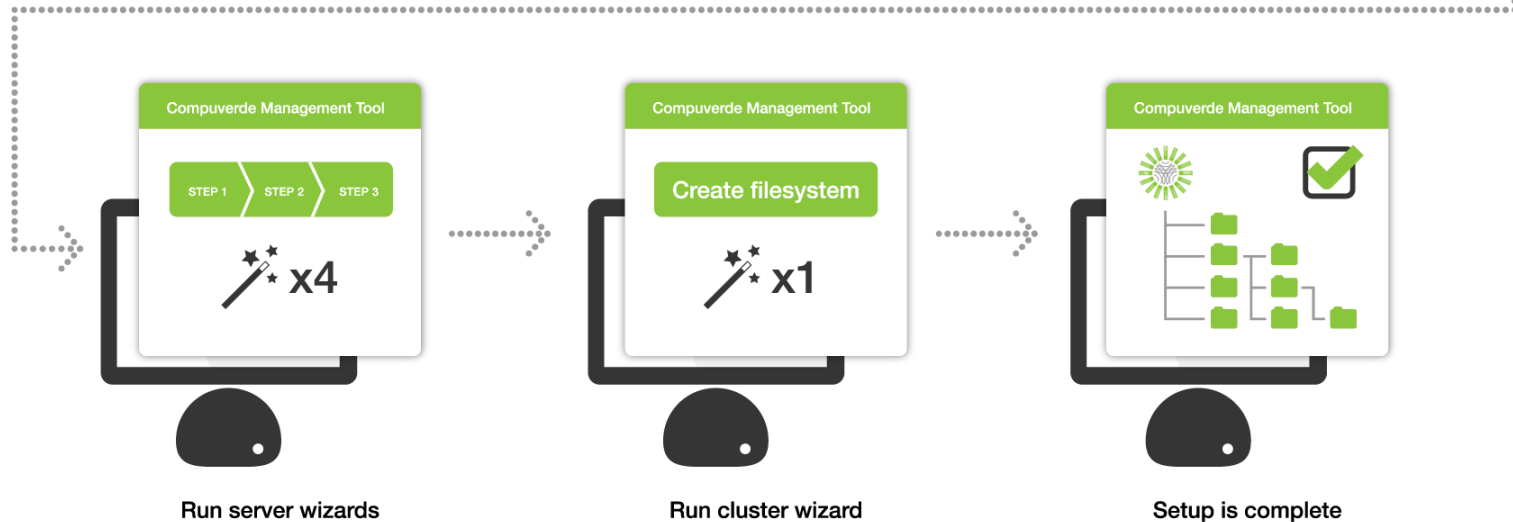 Compuverde Management Tool
STEP 1 STEP 2 STEP 3
x4
Run server wizards
Compuverde Management Tool
Create filesystem
x1
Run cluster wizard
Compuverde Management Tool
Setup is complete